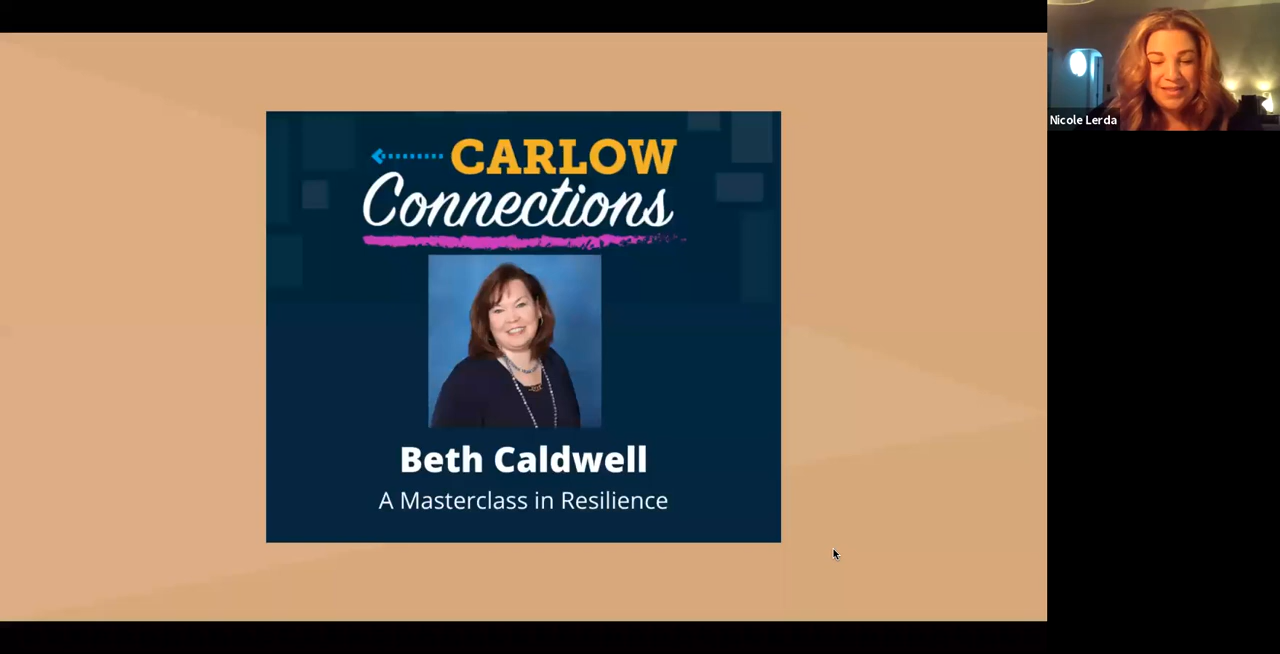 CARLOW
Connections
Beth Caldwell
A Masterclass in Resilience
Nicole Lerda